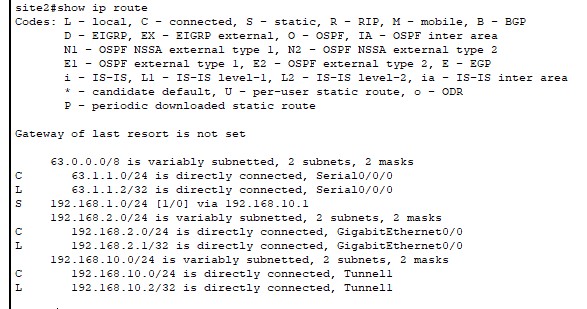 site2#show ip route
Codes: L - local, C - connected, S - static, R - RIP, M - mobile, B - BGP
D - EIGRP, EX - EIGRP external, O - OSPF, IA - OSPF inter area
N1 - OSPF NSSA external type 1, N2 - OSPF NSSA external type 2
E1 - OSPF external type 1, E2 - OSPF external type 2, E - EGP
i - IS-IS, L1 - IS-IS level-1, L2 - IS-IS level-2, ia - IS-IS inter area
* - candidate default, U - per-user static route, o - ODR
P - periodic downloaded static route
Gateway of last resort is not set
63.0.0.0/8 is variably subnetted, 2 subnets, 2 masks
C 63.1.1.0/24 is directly connected, Serial0/0/0
L 63.1.1.2/32 is directly connected, Serial0/0/0
S 192.168.1.0/24 [1/0] via 192.168.10.1
192.168.2.0/24 is variably subnetted, 2 subnets, 2 masks
C 192.168.2.0/24 is directly connected, GigabitEthernet0/0
L 192.168.2.1/32 is directly connected, GigabitEthernet0/0
192.168.10.0/24 is variably subnetted, 2 subnets, 2 masks
C 192.168.10.0/24 is directly connected, Tunnel1
L 192.168.10.2/32 is directly connected, Tunnel1